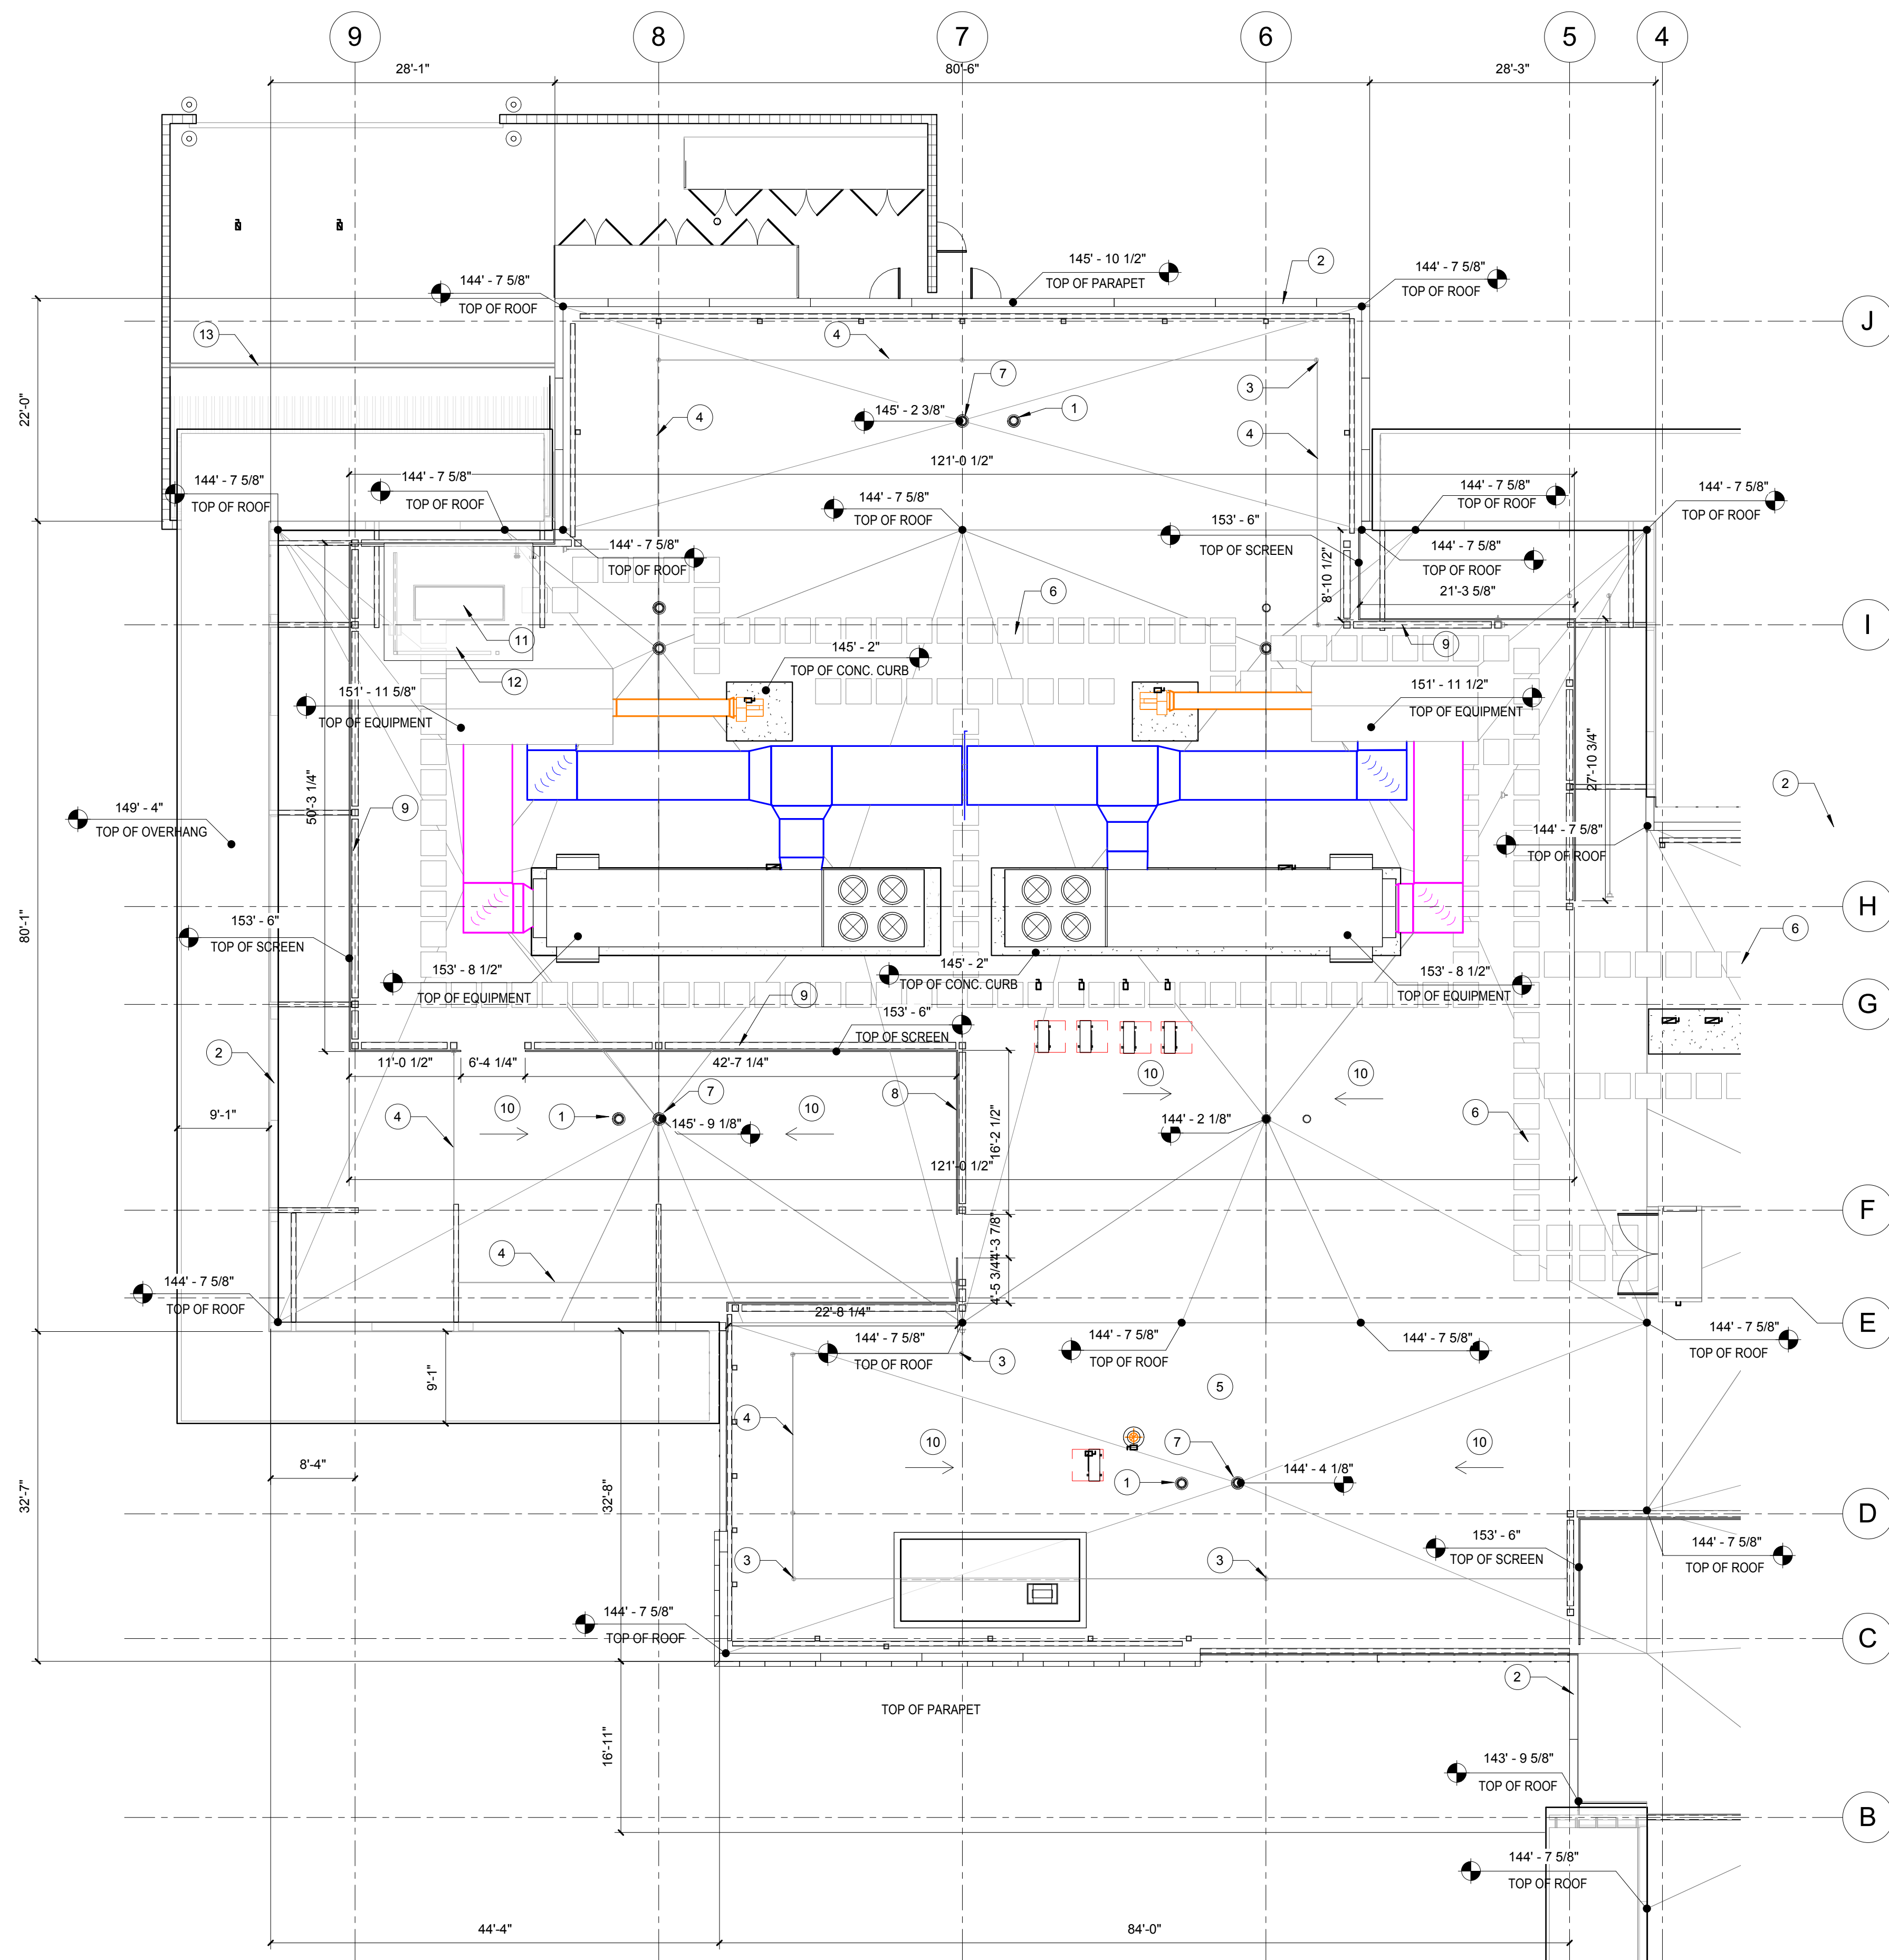 9
8
7
6
5
4
28'-1"
80'-6"
28'-3"
145' - 10 1/2"
TOP OF PARAPET
2
144' - 7 5/8"
TOP OF ROOF
144' - 7 5/8"
TOP OF ROOF
J
13
4
7
3
22'-0"
4
145' - 2 3/8"
1
4
121'-0 1/2"
144' - 7 5/8"
TOP OF ROOF
144' - 7 5/8"
TOP OF ROOF
144' - 7 5/8"
TOP OF ROOF
144' - 7 5/8"
TOP OF ROOF
144' - 7 5/8"
TOP OF ROOF
153' - 6"
TOP OF SCREEN
144' - 7 5/8"
TOP OF ROOF
144' - 7 5/8"
TOP OF ROOF
8'-10 1/2"
21'-3 5/8"
6
I
11
9
12
145' - 2"
TOP OF CONC. CURB
151' - 11 5/8"
TOP OF EQUIPMENT
151' - 11 1/2"
TOP OF EQUIPMENT
27'-10 3/4"
2
50'-3 1/4"
9
149' - 4"
TOP OF OVERHANG
144' - 7 5/8"
TOP OF ROOF
H
80'-1"
153' - 6"
TOP OF SCREEN
6
153' - 8 1/2"
TOP OF EQUIPMENT
145' - 2"
TOP OF CONC. CURB
153' - 8 1/2"
TOP OF EQUIPMENT
9
G
153' - 6"
TOP OF SCREEN
2
11'-0 1/2"
6'-4 1/4"
42'-7 1/4"
10
10
8
7
9'-1"
4
10
1
10
6
145' - 9 1/8"
144' - 2 1/8"
16'-2 1/2"
121'-0 1/2"
F
4'-3 7/8"
4
4'-5 3/4"
144' - 7 5/8"
TOP OF ROOF
22'-8 1/4"
E
144' - 7 5/8"
TOP OF ROOF
144' - 7 5/8"
TOP OF ROOF
144' - 7 5/8"
144' - 7 5/8"
TOP OF ROOF
3
9'-1"
5
4
10
7
10
8'-4"
144' - 4 1/8"
1
32'-7"
32'-8"
D
153' - 6"
TOP OF SCREEN
144' - 7 5/8"
TOP OF ROOF
3
3
144' - 7 5/8"
TOP OF ROOF
C
2
TOP OF PARAPET
16'-11"
143' - 9 5/8"
TOP OF ROOF
B
144' - 7 5/8"
TOP OF ROOF
44'-4"
84'-0"